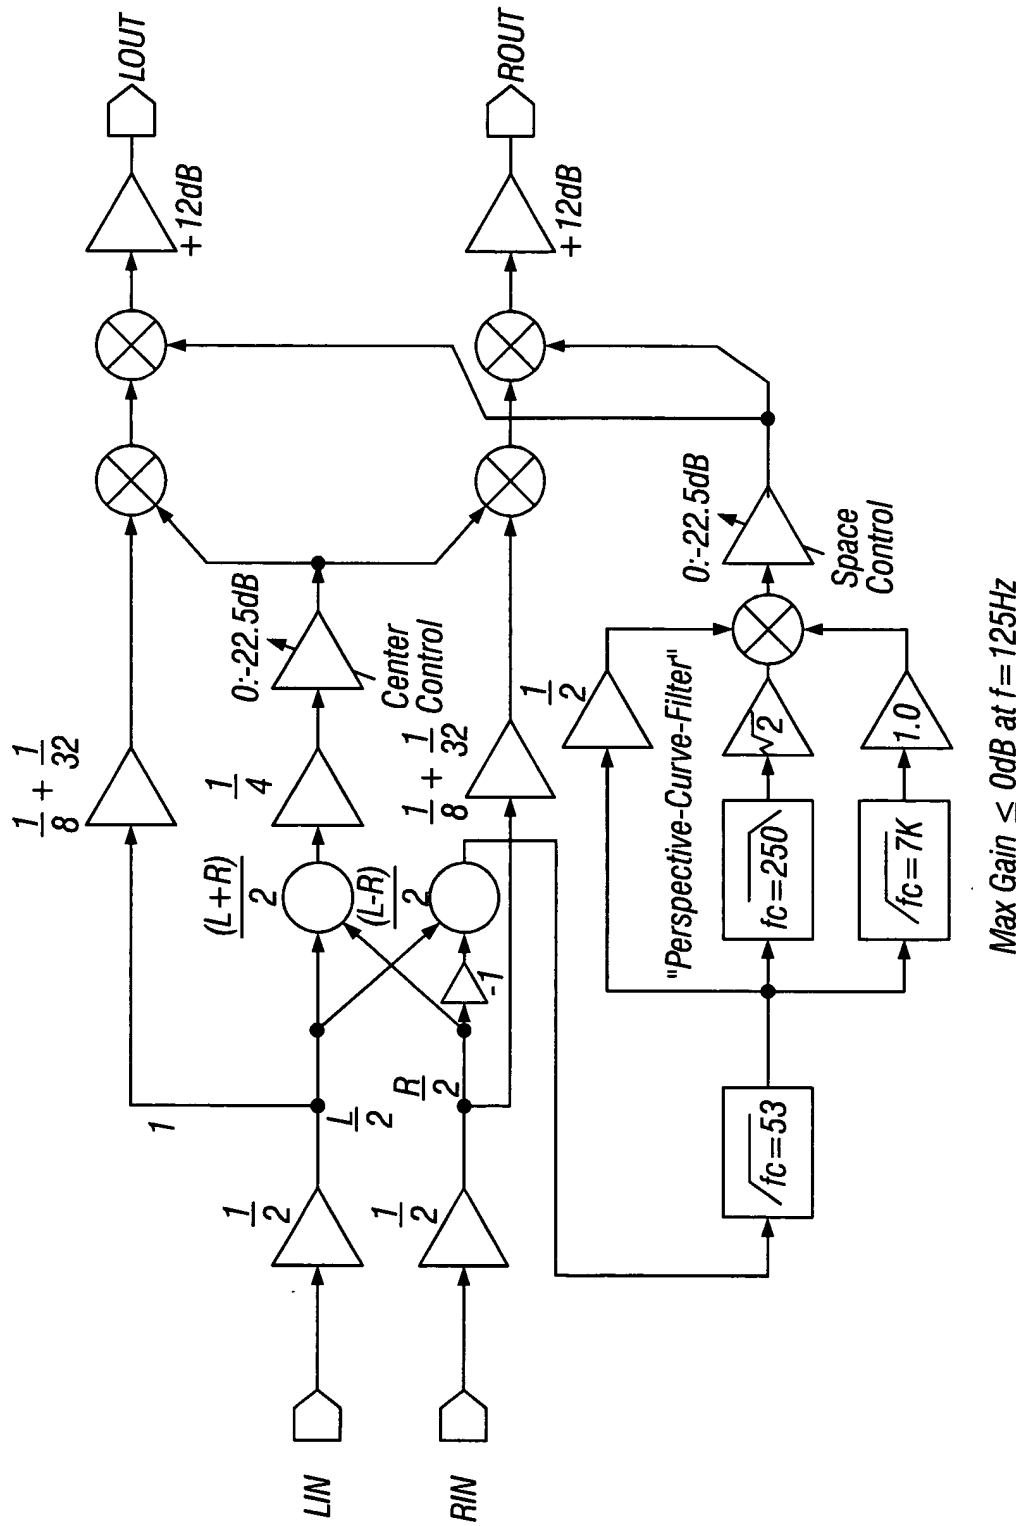 LIN
RIN
1/2
1/2
1
L/2
R/2
-1
(L+R)/2
(L-R)/2
1/8 + 1/32
1/4
1/8 + 1/32
0:-22.5dB
Center
Control
+12dB
LOUT
+12dB
ROUT
fc=53
"Perspective-Curve-Filter"
1/2
fc=250
√2
fc=7K
1.0
0:-22.5dB
Space
Control
Max Gain ≤ 0dB at f=125Hz